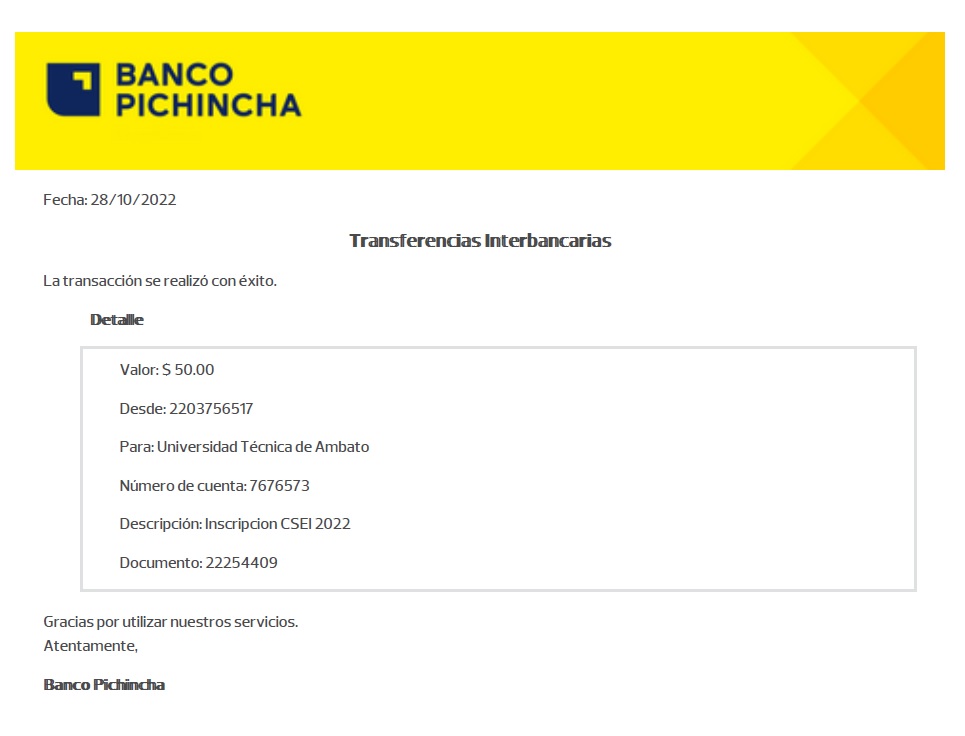 BANCO
PICHINCHA
Fecha: 28/10/2022
Transferencias Interbancarias
La transacción se realizó con éxito.
Detalle
Valor: $ 50.00
Desde: 2203756517
Para: Universidad Técnica de Ambato
Número de cuenta: 7676573
Descripción: Inscripcion CSEI 2022
Documento: 22254409
Gracias por utilizar nuestros servicios.
Atentamente,
Banco Pichincha